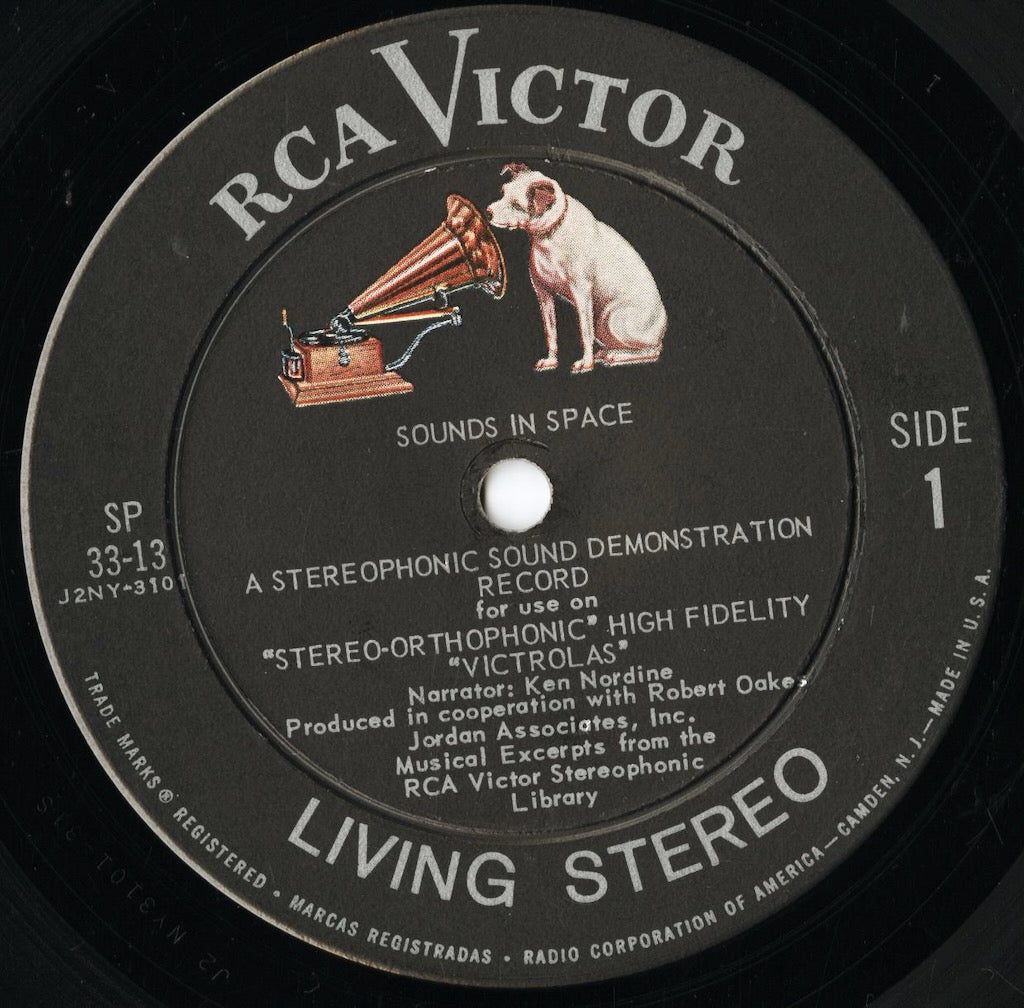 RCA VICTOR
SOUNDS IN SPACE
SIDE
1
SP
33-13
J2NY-3101
A STEREOPHONIC SOUND DEMONSTRATION
RECORD
for use on
"STEREO-ORTHOPHONIC" HIGH FIDELITY
"VICTROLAS"
Narrator: Ken Nordine
Produced in cooperation with Robert Oakes
Jordan Associates, Inc.
Musical Excerpts from the
RCA Victor Stereophonic
Library
LIVING STEREO
TRADE MARKS ® REGISTERED • MARCAS REGISTRADAS • RADIO CORPORATION OF AMERICA—CAMDEN, N. J.—MADE IN U. S. A.